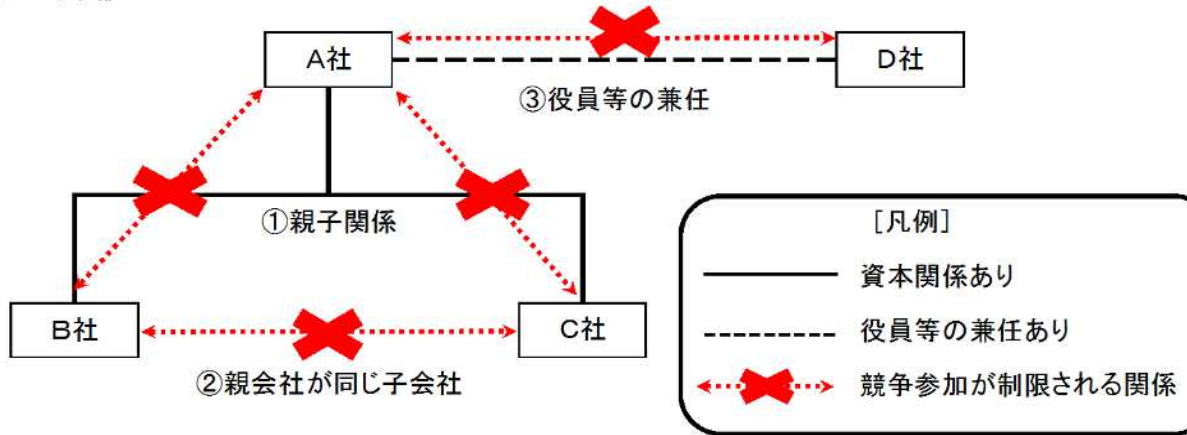 A社
D社
③役員等の兼任
①親子関係
B社
C社
②親会社が同じ子会社
[凡例]
資本関係あり
役員等の兼任あり
競争参加が制限される関係